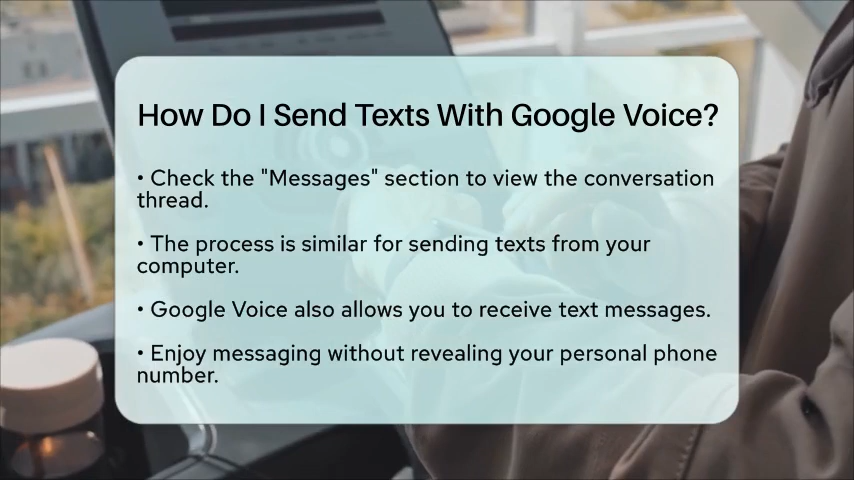 How Do I Send Texts With Google Voice?
• Check the "Messages" section to view the conversation
thread.
• The process is similar for sending texts from your
computer.
• Google Voice also allows you to receive text messages.
• Enjoy messaging without revealing your personal phone
number.